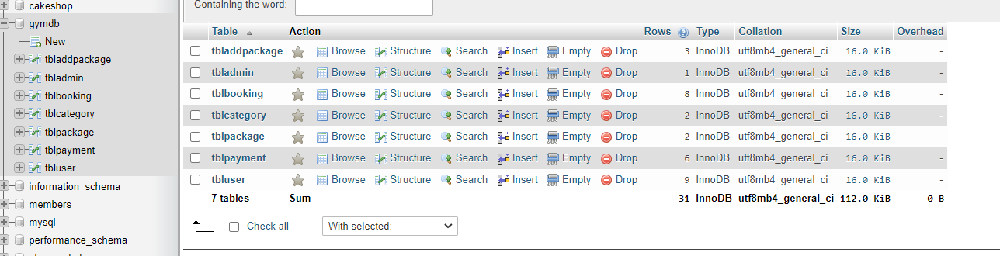 cakeshop
gymdb
New
tbladdpackage
tbladmin
tblbooking
tblcategory
tblpackage
tblpayment
tbluser
information_schema
members
mysql
performance_schema
Containing the word:
Table Action Rows Type Collation Size Overhead
tbladdpackage Browse Structure Search Insert Empty Drop 3 InnoDB utf8mb4_general_ci 16.0 KiB -
tbladmin Browse Structure Search Insert Empty Drop 1 InnoDB utf8mb4_general_ci 16.0 KiB -
tblbooking Browse Structure Search Insert Empty Drop 8 InnoDB utf8mb4_general_ci 16.0 KiB -
tblcategory Browse Structure Search Insert Empty Drop 2 InnoDB utf8mb4_general_ci 16.0 KiB -
tblpackage Browse Structure Search Insert Empty Drop 2 InnoDB utf8mb4_general_ci 16.0 KiB -
tblpayment Browse Structure Search Insert Empty Drop 6 InnoDB utf8mb4_general_ci 16.0 KiB -
tbluser Browse Structure Search Insert Empty Drop 9 InnoDB utf8mb4_general_ci 16.0 KiB -
7 tables Sum 31 InnoDB utf8mb4_general_ci 112.0 KiB 0 B
Check all With selected: